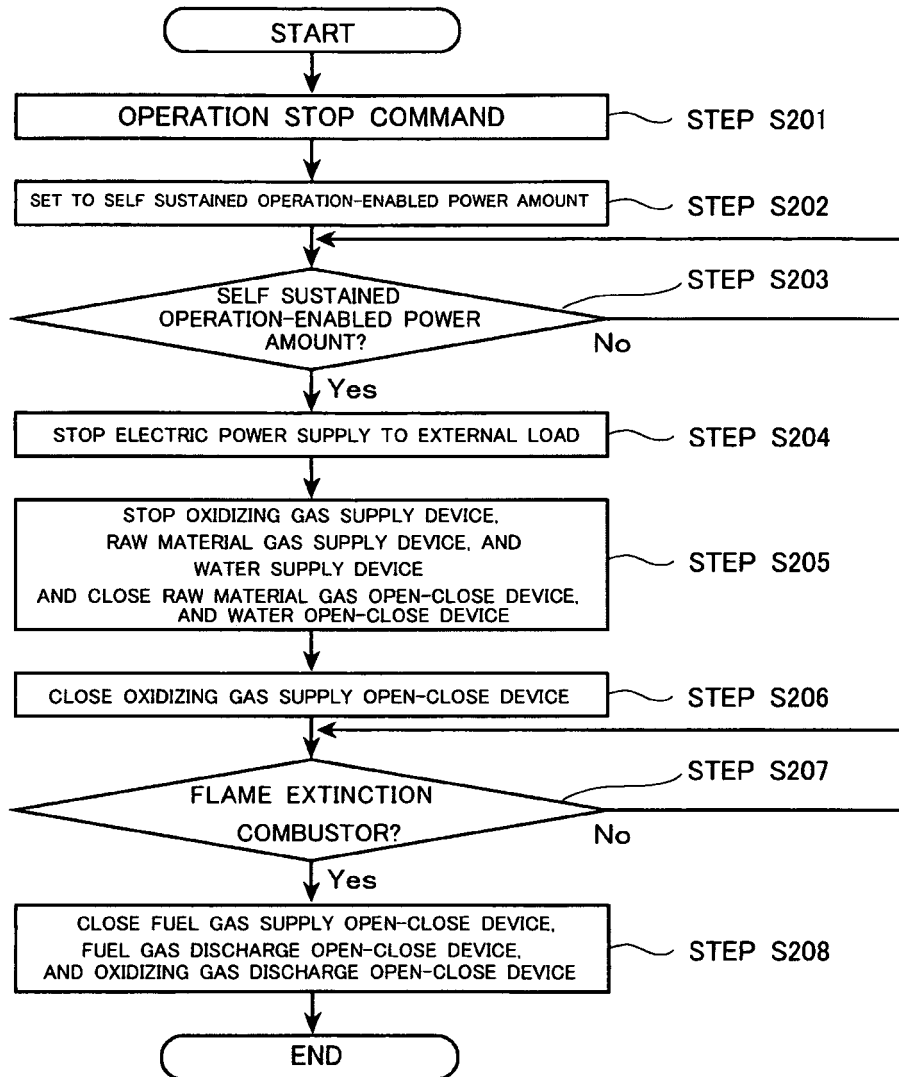 START
OPERATION STOP COMMAND
STEP S201
SET TO SELF SUSTAINED OPERATION-ENABLED POWER AMOUNT
STEP S202
SELF SUSTAINED
OPERATION-ENABLED POWER
AMOUNT?
STEP S203
No
Yes
STOP ELECTRIC POWER SUPPLY TO EXTERNAL LOAD
STEP S204
STOP OXIDIZING GAS SUPPLY DEVICE,
RAW MATERIAL GAS SUPPLY DEVICE, AND
WATER SUPPLY DEVICE
AND CLOSE RAW MATERIAL GAS OPEN-CLOSE DEVICE,
AND WATER OPEN-CLOSE DEVICE
STEP S205
CLOSE OXIDIZING GAS SUPPLY OPEN-CLOSE DEVICE
STEP S206
FLAME EXTINCTION
COMBUSTOR?
STEP S207
No
Yes
CLOSE FUEL GAS SUPPLY OPEN-CLOSE DEVICE,
FUEL GAS DISCHARGE OPEN-CLOSE DEVICE,
AND OXIDIZING GAS DISCHARGE OPEN-CLOSE DEVICE
STEP S208
END